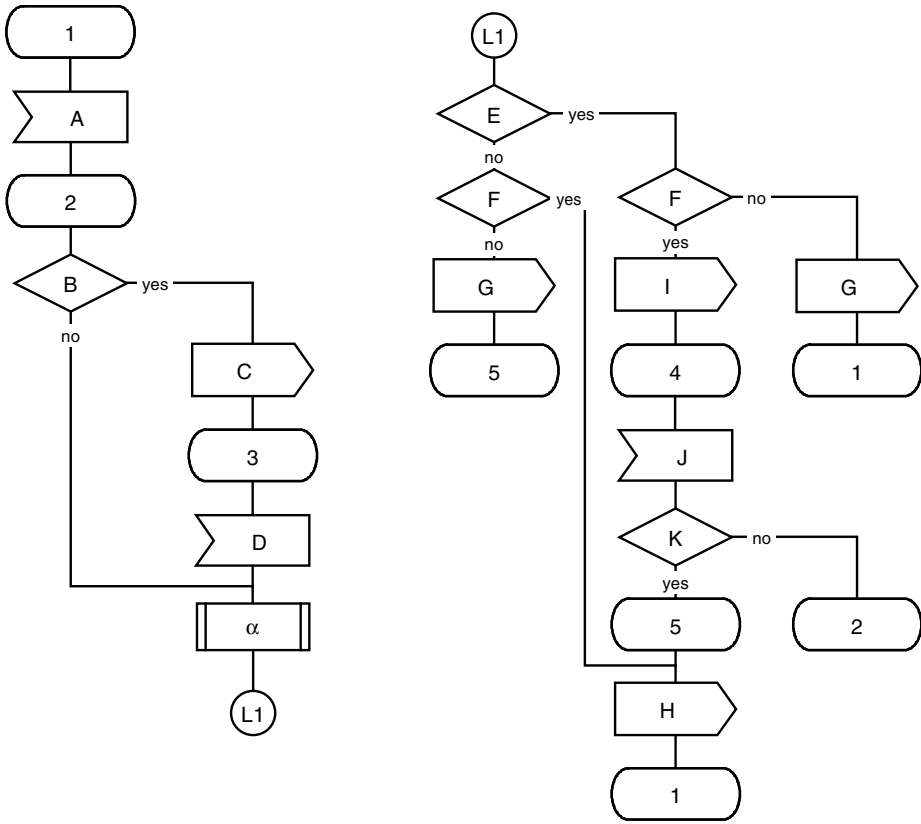 1
A
2
B
yes
no
C
3
D
α
L1
L1
E
yes
no
F
yes
no
G
5
F
no
yes
I
4
J
K
no
yes
5
2
H
1
G
1